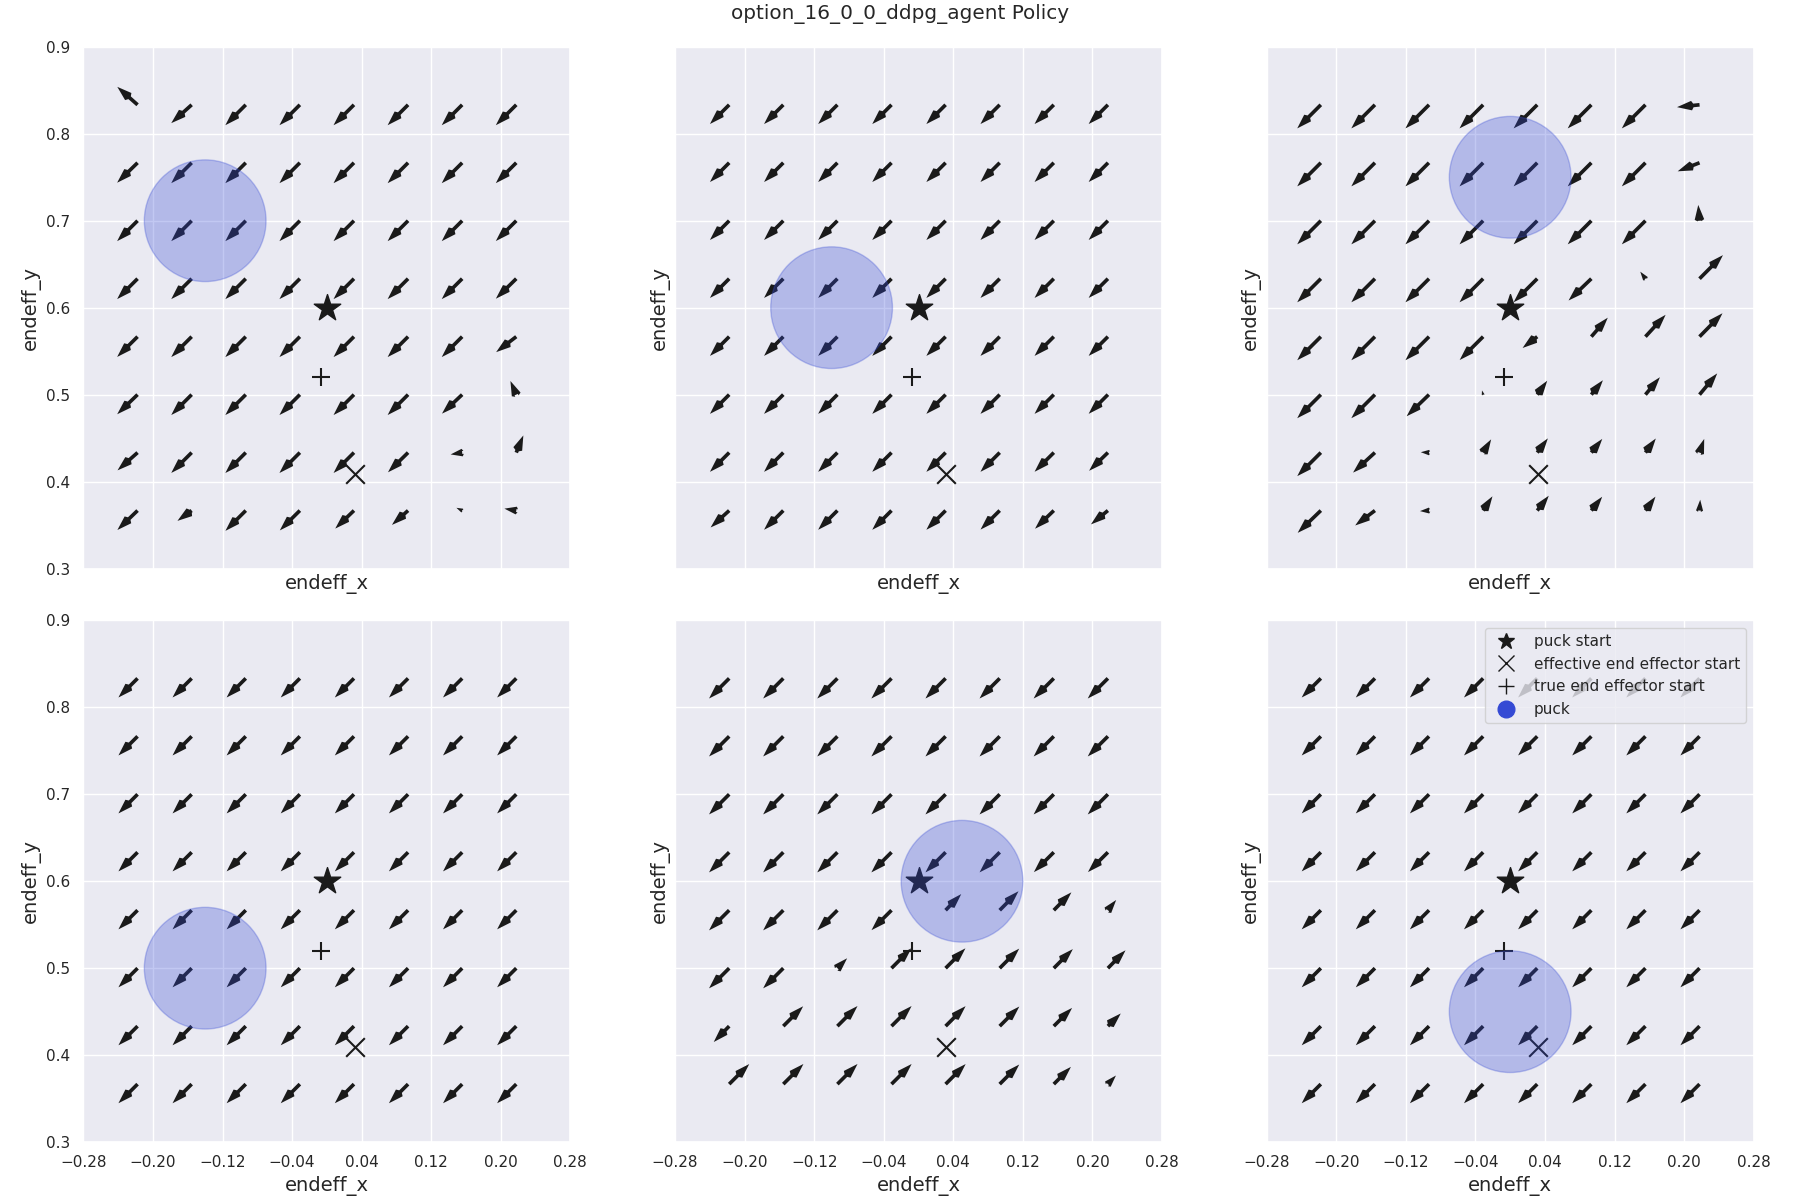 option_16_0_0_ddpg_agent Policy
0.9
0.8
0.7
0.6
0.5
0.4
0.3
endeff_y
endeff_x
endeff_y
endeff_x
endeff_y
endeff_x
0.9
0.8
0.7
0.6
0.5
0.4
0.3
endeff_y
−0.28 −0.20 −0.12 −0.04 0.04 0.12 0.20 0.28
endeff_x
endeff_y
−0.28 −0.20 −0.12 −0.04 0.04 0.12 0.20 0.28
endeff_x
puck start
effective end effector start
true end effector start
puck
endeff_y
−0.28 −0.20 −0.12 −0.04 0.04 0.12 0.20 0.28
endeff_x